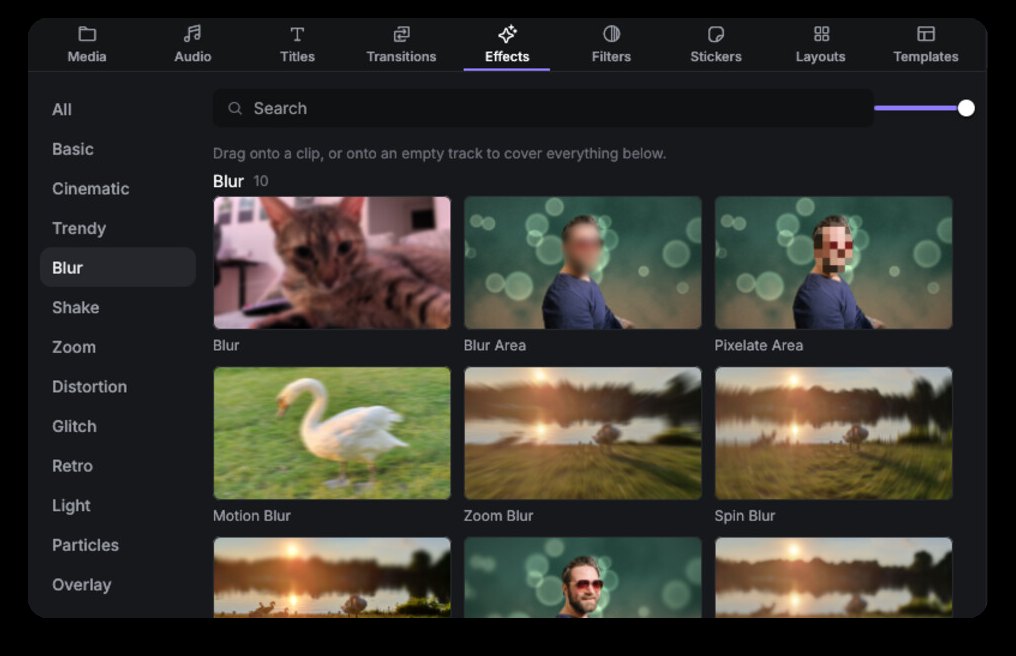 Media Audio Titles Transitions Effects Filters Stickers Layouts Templates
All
Basic
Cinematic
Trendy
Blur
Shake
Zoom
Distortion
Glitch
Retro
Light
Particles
Overlay
Search
Drag onto a clip, or onto an empty track to cover everything below.
Blur 10
Blur Blur Area Pixelate Area
Motion Blur Zoom Blur Spin Blur